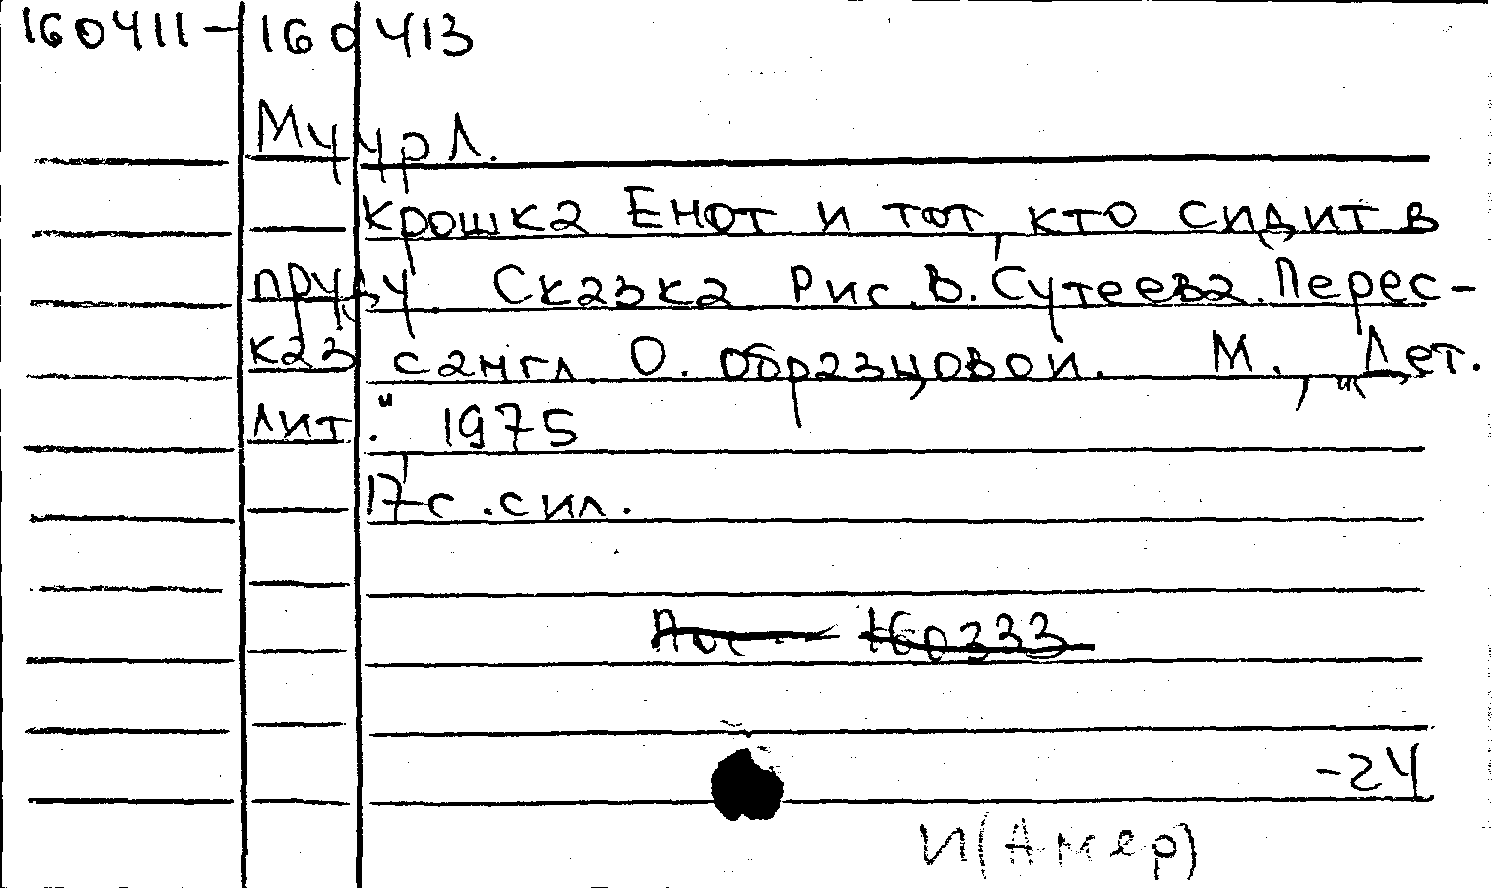 160411-160413
Муур Л.
Крошка Енот и тот, кто сидит в
пруду. Сказка Рис. В. Сутеева. Перес-
каз с англ О. Образцовой. М., "Дет.
лит." 1975
17 с. с ил.
160333
-24
И(Амер)